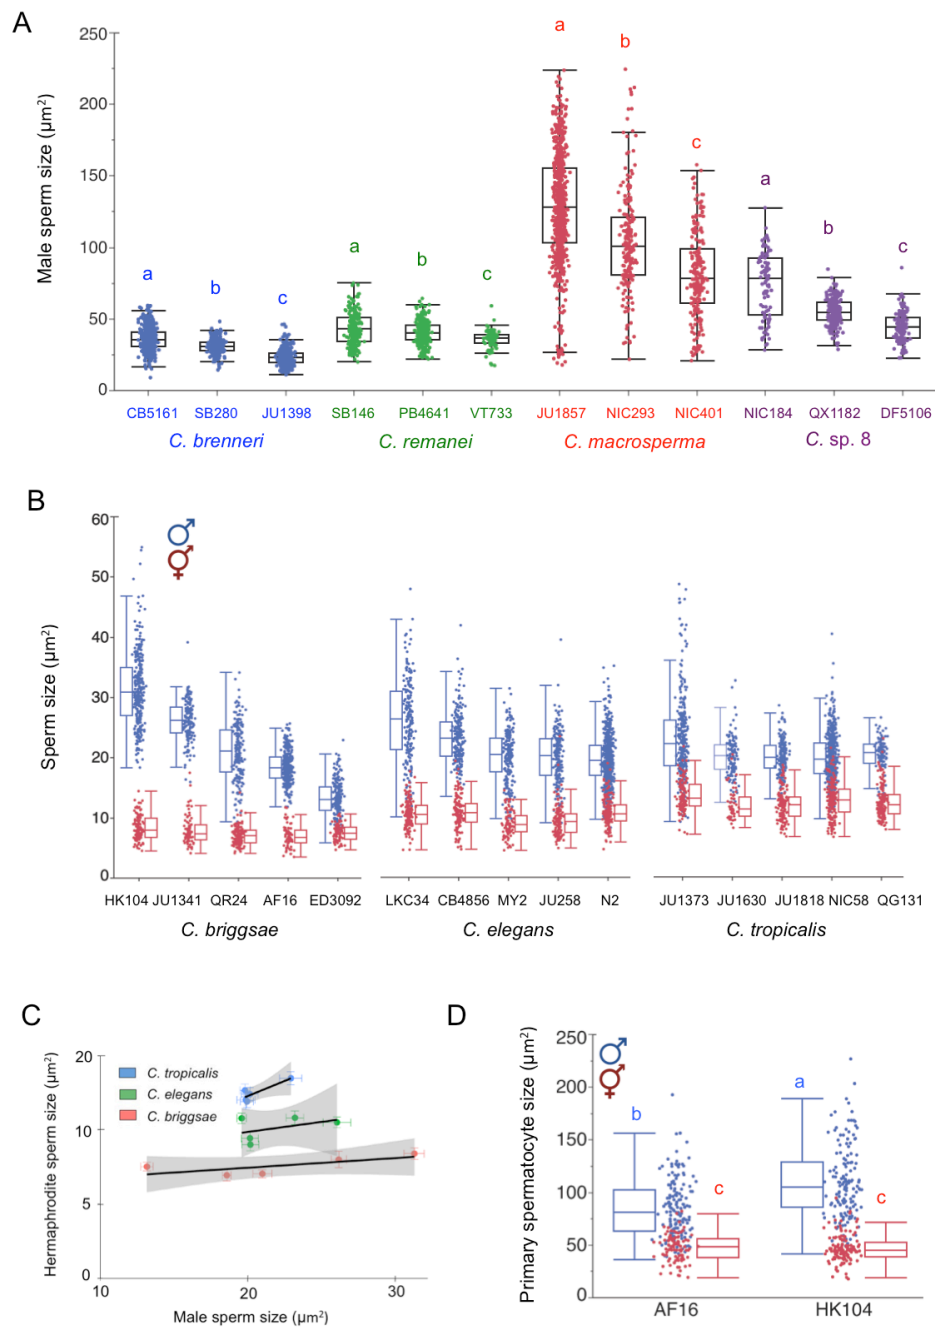 A
Male sperm size (µm²)
250
200
150
100
50
0
a
b
c
a
b
c
a
b
c
a
b
c
CB5161 SB280 JU1398 SB146 PB4641 VT733 JU1857 NIC293 NIC401 NIC184 QX1182 DF5106
C. brenneri C. remanei C. macrosperma C. sp. 8
B
Sperm size (µm²)
60
50
40
30
20
10
0
HK104 JU1341 QR24 AF16 ED3092 LKC34 CB4856 MY2 JU258 N2 JU1373 JU1630 JU1818 NIC58 QG131
C. briggsae C. elegans C. tropicalis
C
Hermaphrodite sperm size (µm²)
20
10
5
0
C. tropicalis
C. elegans
C. briggsae
10 20 30
Male sperm size (µm²)
D
Primary spermatocyte size (µm²)
250
200
150
100
50
0
b
c
a
c
AF16 HK104